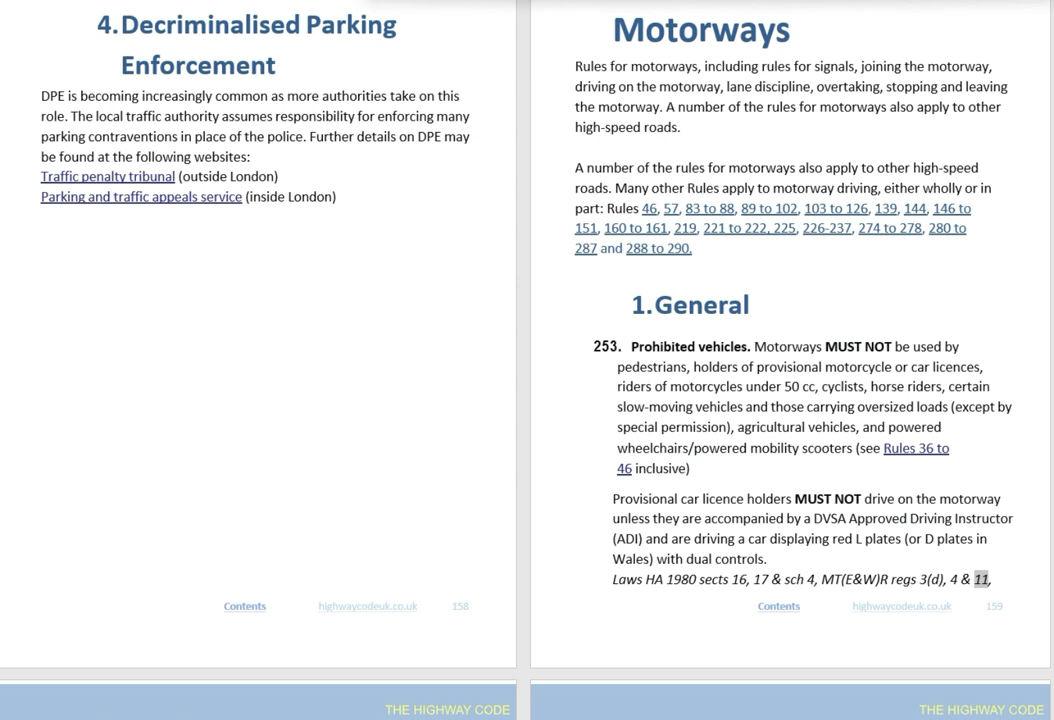 4. Decriminalised Parking
Enforcement
DPE is becoming increasingly common as more authorities take on this
role. The local traffic authority assumes responsibility for enforcing many
parking contraventions in place of the police. Further details on DPE may
be found at the following websites:
Traffic penalty tribunal (outside London)
Parking and traffic appeals service (inside London)
Contents highwaycodeuk.co.uk 158
Motorways
Rules for motorways, including rules for signals, joining the motorway,
driving on the motorway, lane discipline, overtaking, stopping and leaving
the motorway. A number of the rules for motorways also apply to other
high-speed roads.
A number of the rules for motorways also apply to other high-speed
roads. Many other Rules apply to motorway driving, either wholly or in
part: Rules 46, 57, 83 to 88, 89 to 102, 103 to 126, 139, 144, 146 to
151, 160 to 161, 219, 221 to 222, 225, 226-237, 274 to 278, 280 to
287 and 288 to 290.
1. General
253. Prohibited vehicles. Motorways MUST NOT be used by
pedestrians, holders of provisional motorcycle or car licences,
riders of motorcycles under 50 cc, cyclists, horse riders, certain
slow-moving vehicles and those carrying oversized loads (except by
special permission), agricultural vehicles, and powered
wheelchairs/powered mobility scooters (see Rules 36 to
46 inclusive)
Provisional car licence holders MUST NOT drive on the motorway
unless they are accompanied by a DVSA Approved Driving Instructor
(ADI) and are driving a car displaying red L plates (or D plates in
Wales) with dual controls.
Laws HA 1980 sects 16, 17 & sch 4, MT(E&W)R regs 3(d), 4 & 11,
Contents highwaycodeuk.co.uk 159
THE HIGHWAY CODE
THE HIGHWAY CODE